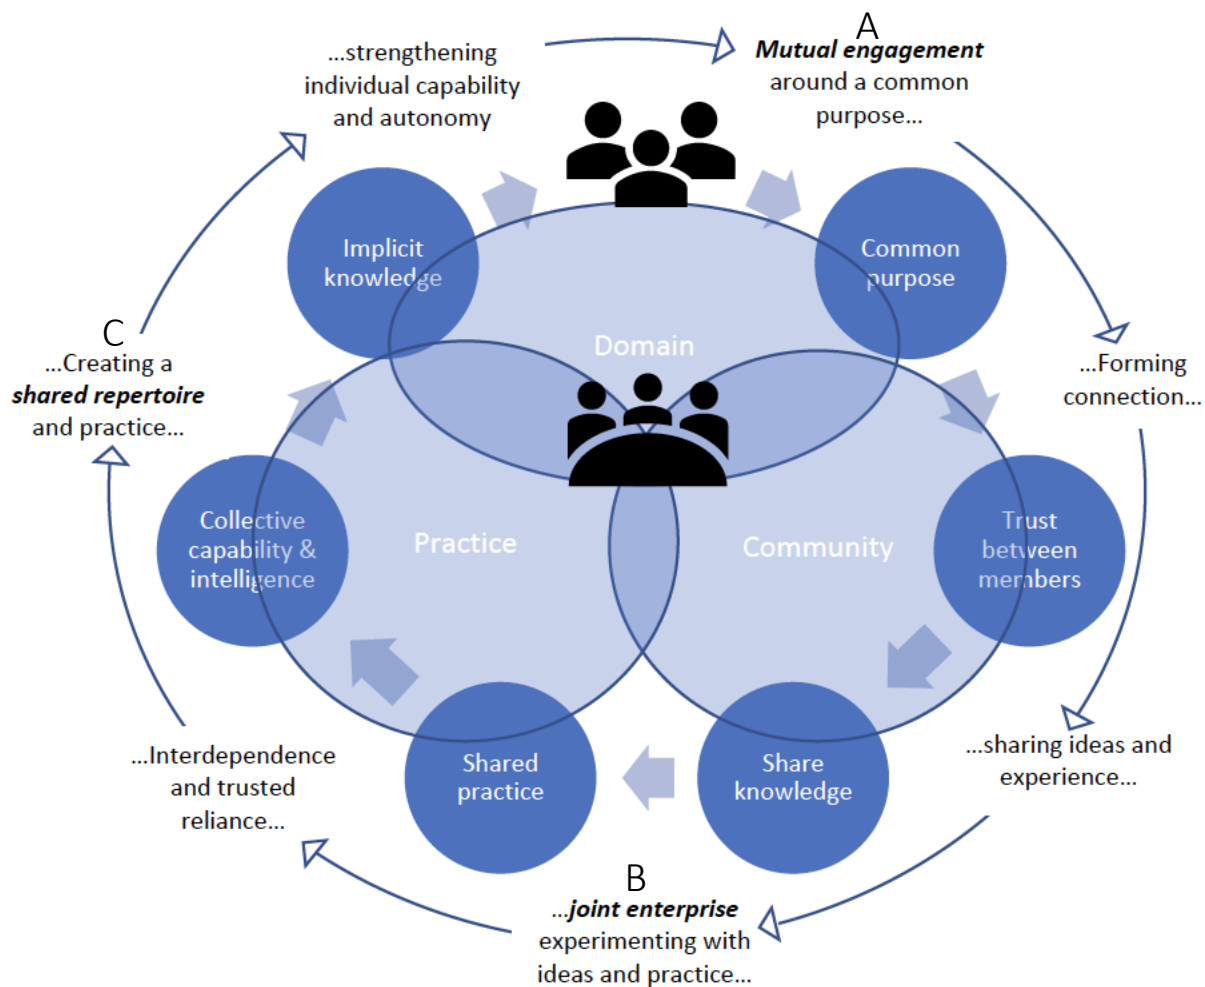 A
Mutual engagement
around a common
purpose...
...strengthening
individual capability
and autonomy
Implicit
knowledge
Common
purpose
Domain
C
...Creating a
shared repertoire
and practice...
...Forming
connection...
Collective
capability &
intelligence
Practice
Community
Trust
between
members
...Interdependence
and trusted
reliance...
Shared
practice
Share
knowledge
...sharing ideas and
experience...
B
...joint enterprise
experimenting with
ideas and practice...